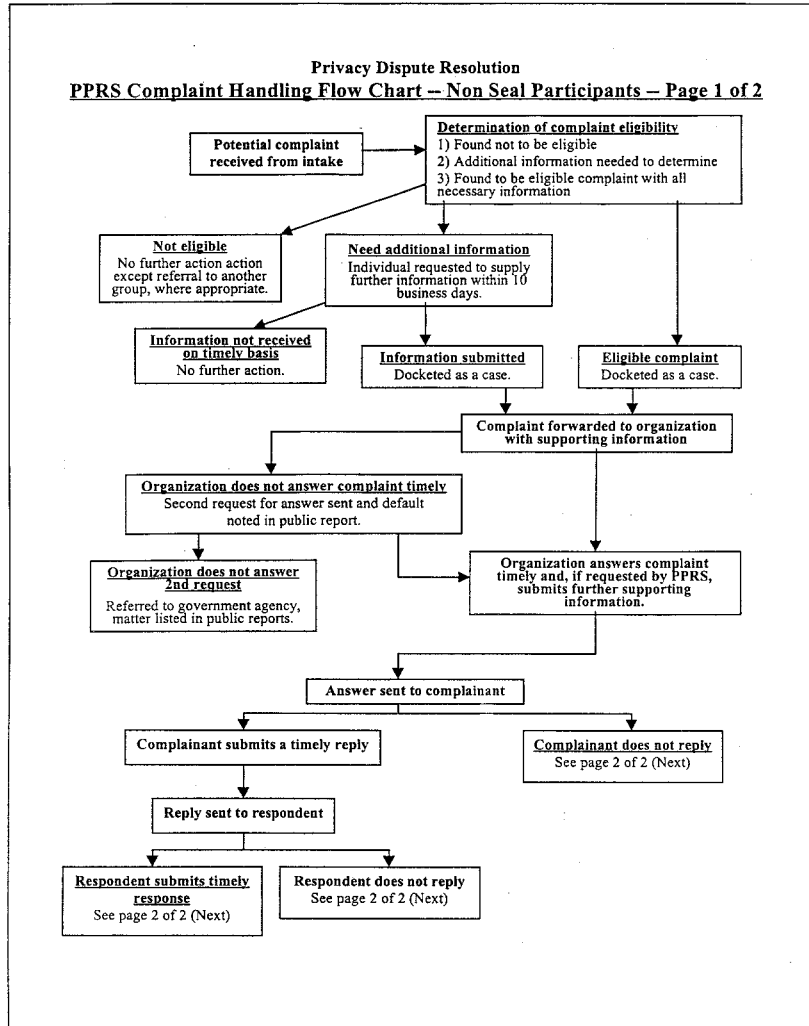 Privacy Dispute Resolution
PPRS Complaint Handling Flow Chart -- Non Seal Participants -- Page 1 of 2
Potential complaint
received from intake
Determination of complaint eligibility
1) Found not to be eligible
2) Additional information needed to determine
3) Found to be eligible complaint with all
necessary information
Not eligible
No further action action
except referral to another
group, where appropriate.
Need additional information
Individual requested to supply
further information within 10
business days.
Information not received
on timely basis
No further action.
Information submitted
Docketed as a case.
Eligible complaint
Docketed as a case.
Complaint forwarded to organization
with supporting information
Organization does not answer complaint timely
Second request for answer sent and default
noted in public report.
Organization does not answer
2nd request
Referred to government agency,
matter listed in public reports.
Organization answers complaint
timely and, if requested by PPRS,
submits further supporting
information.
Answer sent to complainant
Complainant submits a timely reply
Complainant does not reply
See page 2 of 2 (Next)
Reply sent to respondent
Respondent submits timely
response
See page 2 of 2 (Next)
Respondent does not reply
See page 2 of 2 (Next)